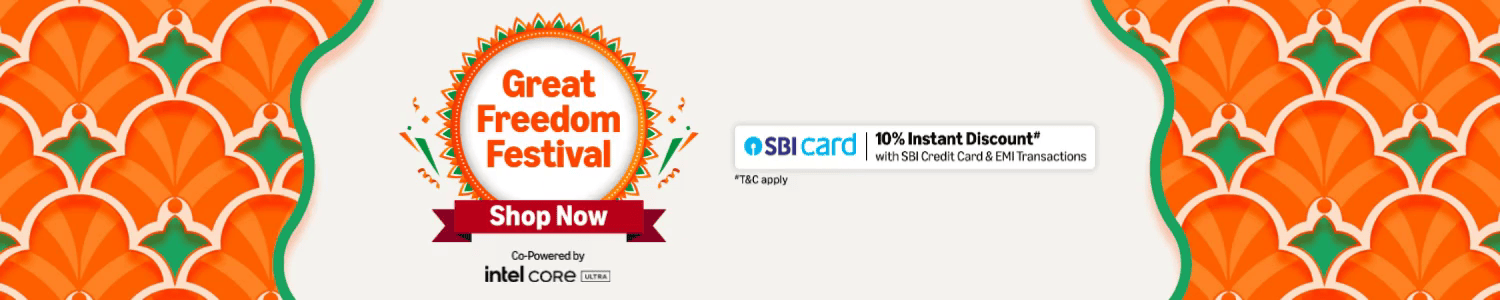 Great
Freedom
Festival
Shop Now
Co-Powered by
intel CORE ULTRA
SBI card
10% Instant Discount#
with SBI Credit Card & EMI Transactions
#T&C apply